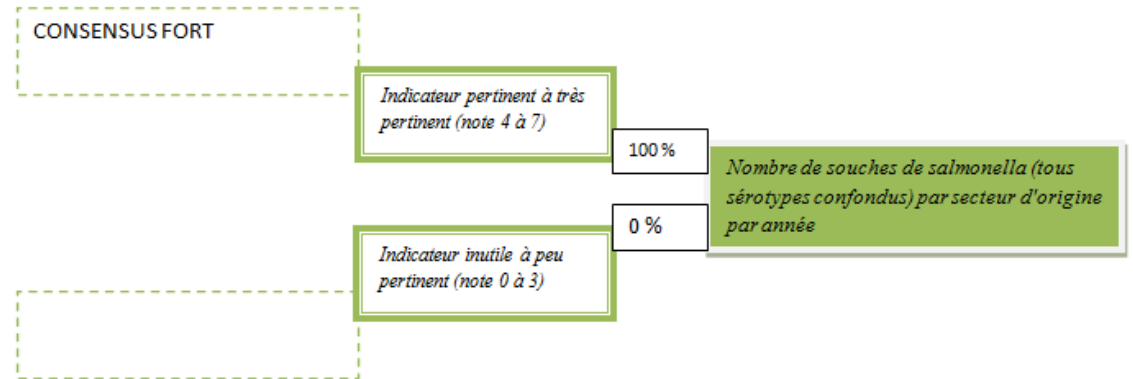 CONSENSUS FORT
Indicateur pertinent à très
pertinent (note 4 à 7)
100 %
Nombre de souches de salmonella (tous
sérotypes confondus) par secteur d'origine
par année
0 %
Indicateur inutile à peu
pertinent (note 0 à 3)